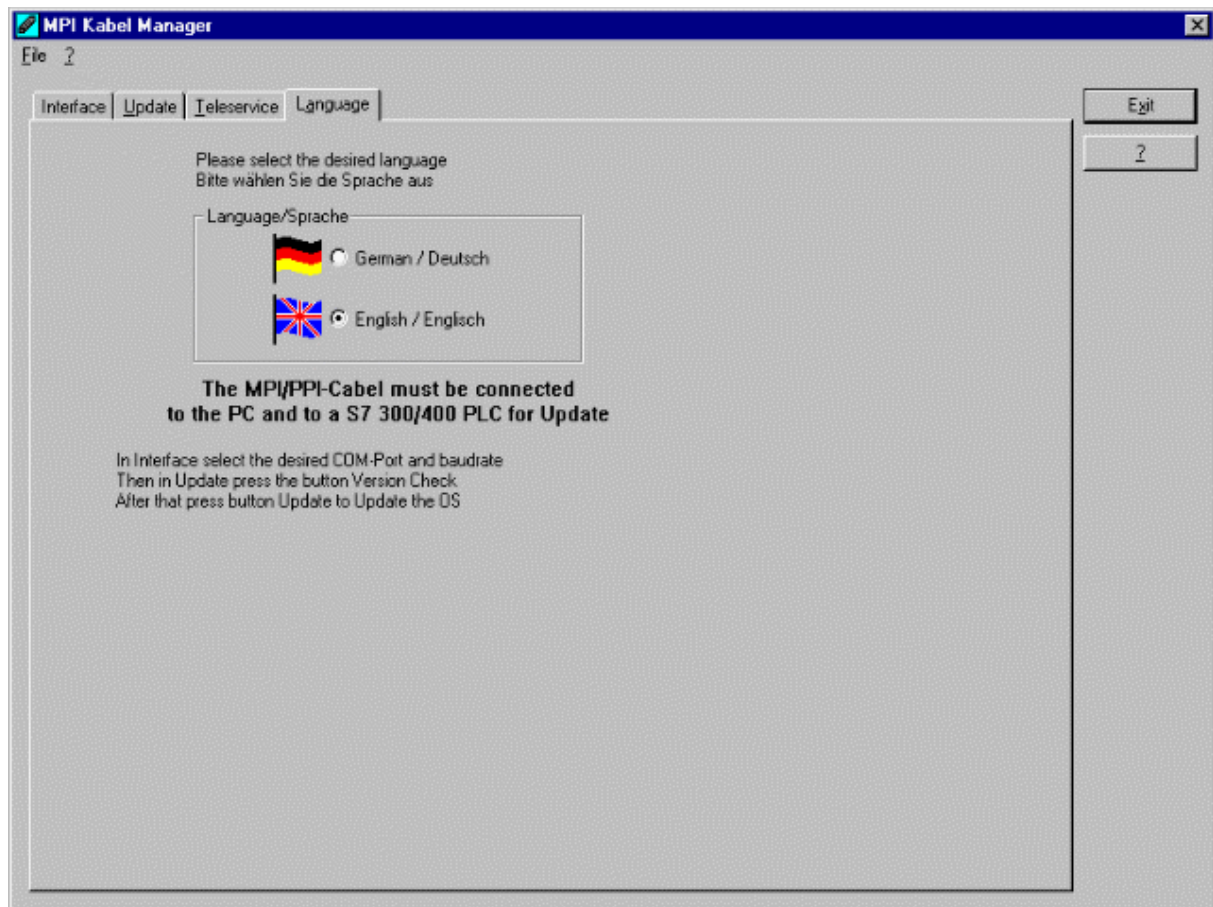 MPI Kabel Manager
File ?
Interface Update Teleservice Language
Exit
?
Please select the desired language
Bitte wählen Sie die Sprache aus
Language/Sprache
German / Deutsch
English / Englisch
The MPI/PPI-Cabel must be connected
to the PC and to a S7 300/400 PLC for Update
In Interface select the desired COM-Port and baudrate
Then in Update press the button Version Check
After that press button Update to Update the OS